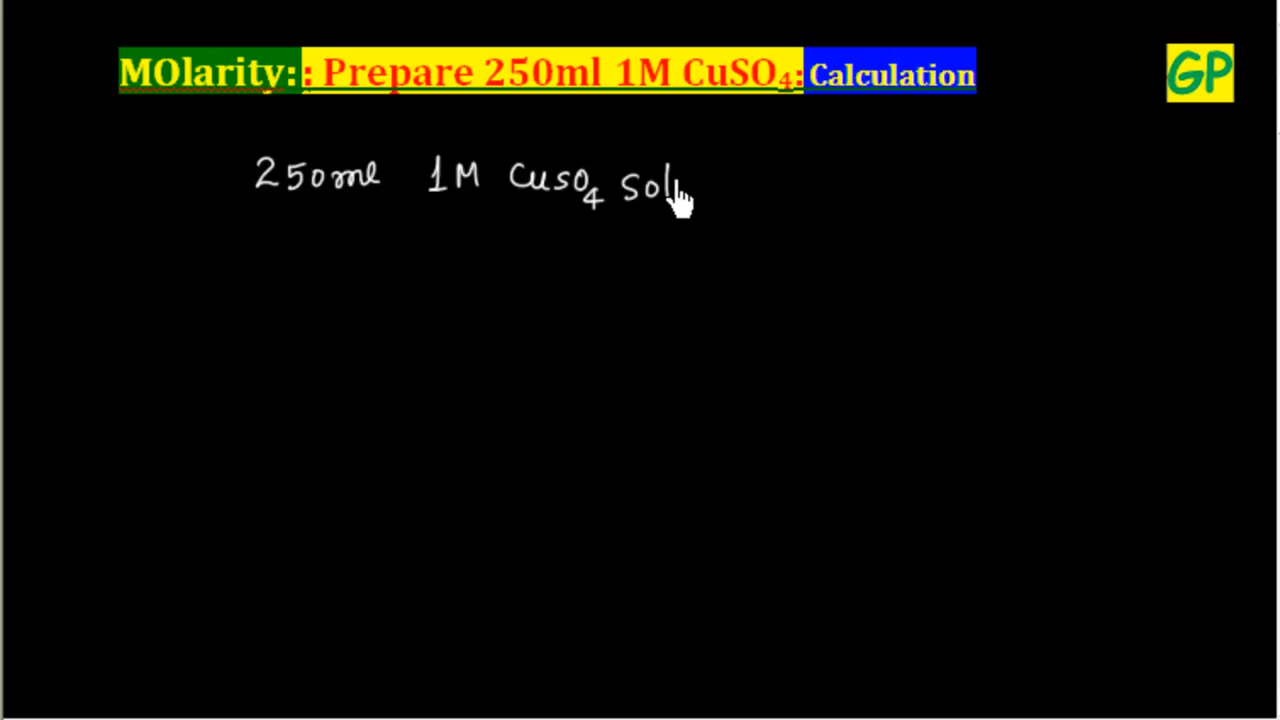 MOlarity: : Prepare 250ml 1M CuSO₄: Calculation
GP
250ml 1M CuSO₄ Sol